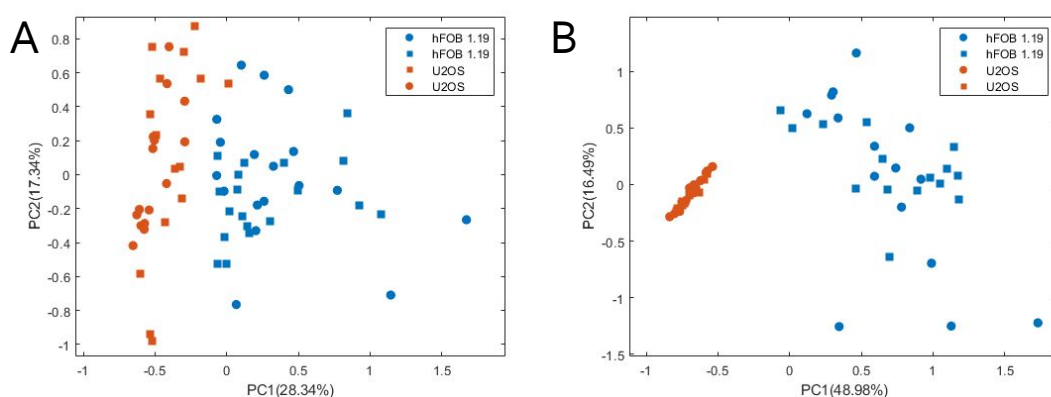 A
hFOB 1.19
hFOB 1.19
U2OS
U2OS
0.8
0.6
0.4
0.2
0
-0.2
-0.4
-0.6
-0.8
-1
PC2(17.34%)
-1
-0.5
0
0.5
1
1.5
PC1(28.34%)
B
hFOB 1.19
hFOB 1.19
U2OS
U2OS
1
0.5
0
-0.5
-1
-1.5
PC2(16.49%)
-1
-0.5
0
0.5
1
1.5
PC1(48.98%)